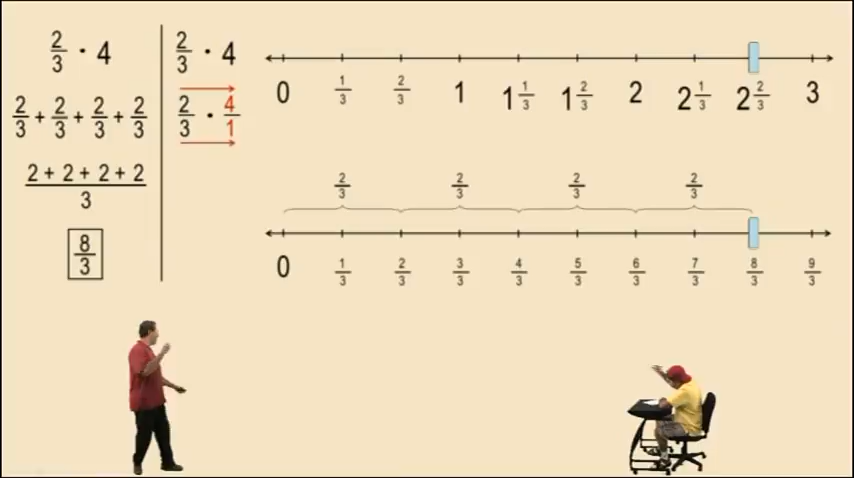 2/3 · 4
2/3 + 2/3 + 2/3 + 2/3
2 + 2 + 2 + 2
3
8/3
2/3 · 4
2/3 · 4/1
0 1/3 2/3 1 1 1/3 1 2/3 2 2 1/3 2 2/3 3
2/3 2/3 2/3 2/3
0 1/3 2/3 3/3 4/3 5/3 6/3 7/3 8/3 9/3